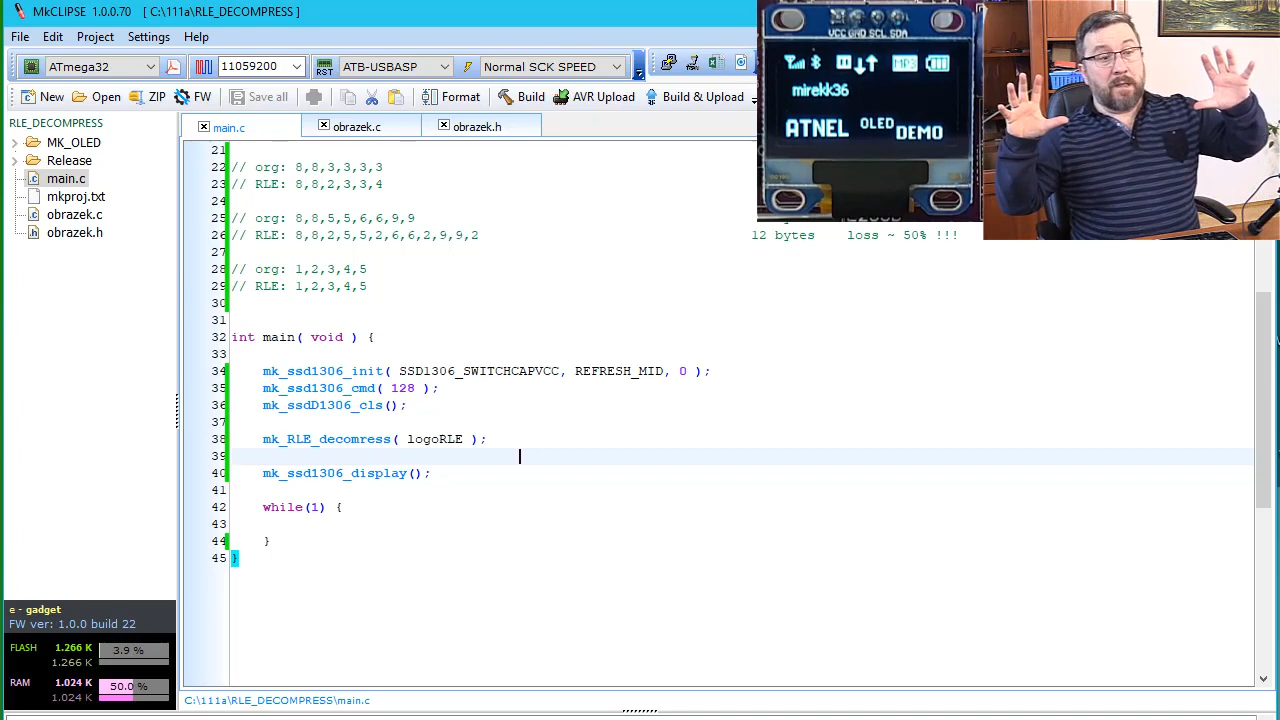 MkCLIPSE 1.0.0.70 [ C:\111a\RLE_DECOMPRESS ]
File Edit Project Settings Help
ATmega32 11059200 RST ATB-USBASP Normal SCK SPEED
New Open ZIP FW Save all Format Build AVR Upload Build & Upload
RLE_DECOMPRESS
MK_OLED
Release
main.c
mkproj.txt
obrazek.c
obrazek.h
main.c obrazek.c obrazek.h
21
22 // org: 8,8,3,3,3,3
23 // RLE: 8,8,2,3,3,4
24
25 // org: 8,8,5,5,6,6,9,9
26 // RLE: 8,8,2,5,5,2,6,6,2,9,9,2 12 bytes loss ~ 50% !!!
27
28 // org: 1,2,3,4,5
29 // RLE: 1,2,3,4,5
30
31
32 int main( void ) {
33
34 mk_ssd1306_init( SSD1306_SWITCHCAPVCC, REFRESH_MID, 0 );
35 mk_ssd1306_cmd( 128 );
36 mk_ssdD1306_cls();
37
38 mk_RLE_decomress( logoRLE );
39
40 mk_ssd1306_display();
41
42 while(1) {
43
44 }
45 }
VCC GND SCL SDA
MP3
mirekk36
ATNEL OLED DEMO
e - gadget
FW ver: 1.0.0 build 22
FLASH 1.266 K 3.9 %
1.266 K
RAM 1.024 K 50.0 %
1.024 K
C:\111a\RLE_DECOMPRESS\main.c